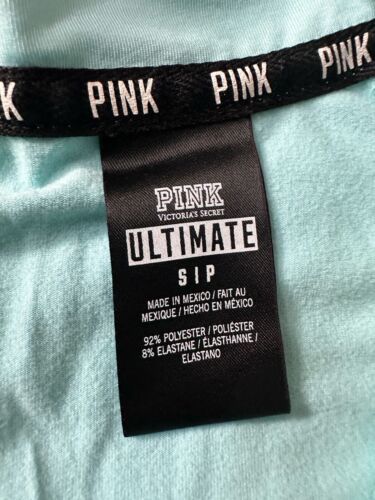 PINK PINK PINK PINK
PINK
VICTORIA'S SECRET
ULTIMATE
S | P
MADE IN MEXICO / FAIT AU
MEXIQUE / HECHO EN MÉXICO
92% POLYESTER / POLIÉSTER
8% ELASTANE / ÉLASTHANNE /
ELASTANO